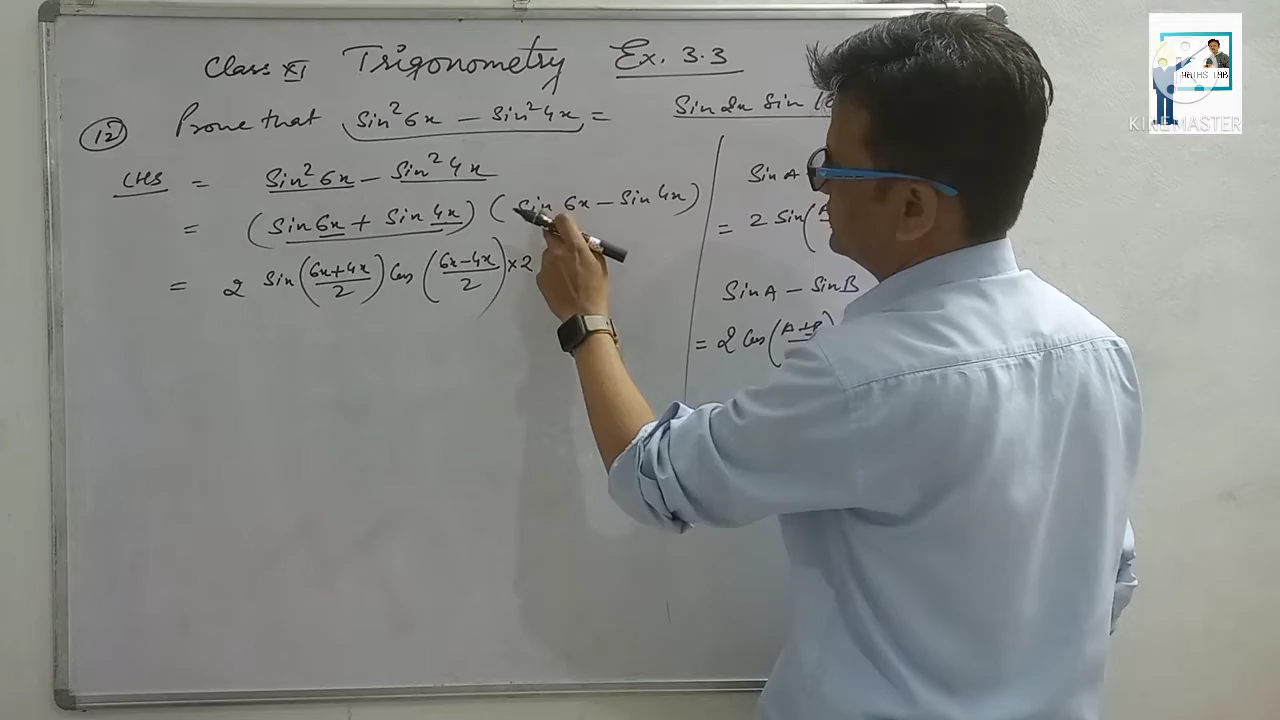 Class XI Trigonometry Ex. 3.3
12 Prove that Sin²6x – Sin²4x = Sin 2x Sin
LHS = Sin²6x – Sin²4x
= (Sin 6x + Sin 4x) (Sin 6x – Sin 4x)
= 2 Sin(6x+4x/2) Cos (6x–4x/2) × 2
Sin A
= 2 Sin(
Sin A – Sin B
= 2 Cos(A+B
MATHS LAB
KINEMASTER